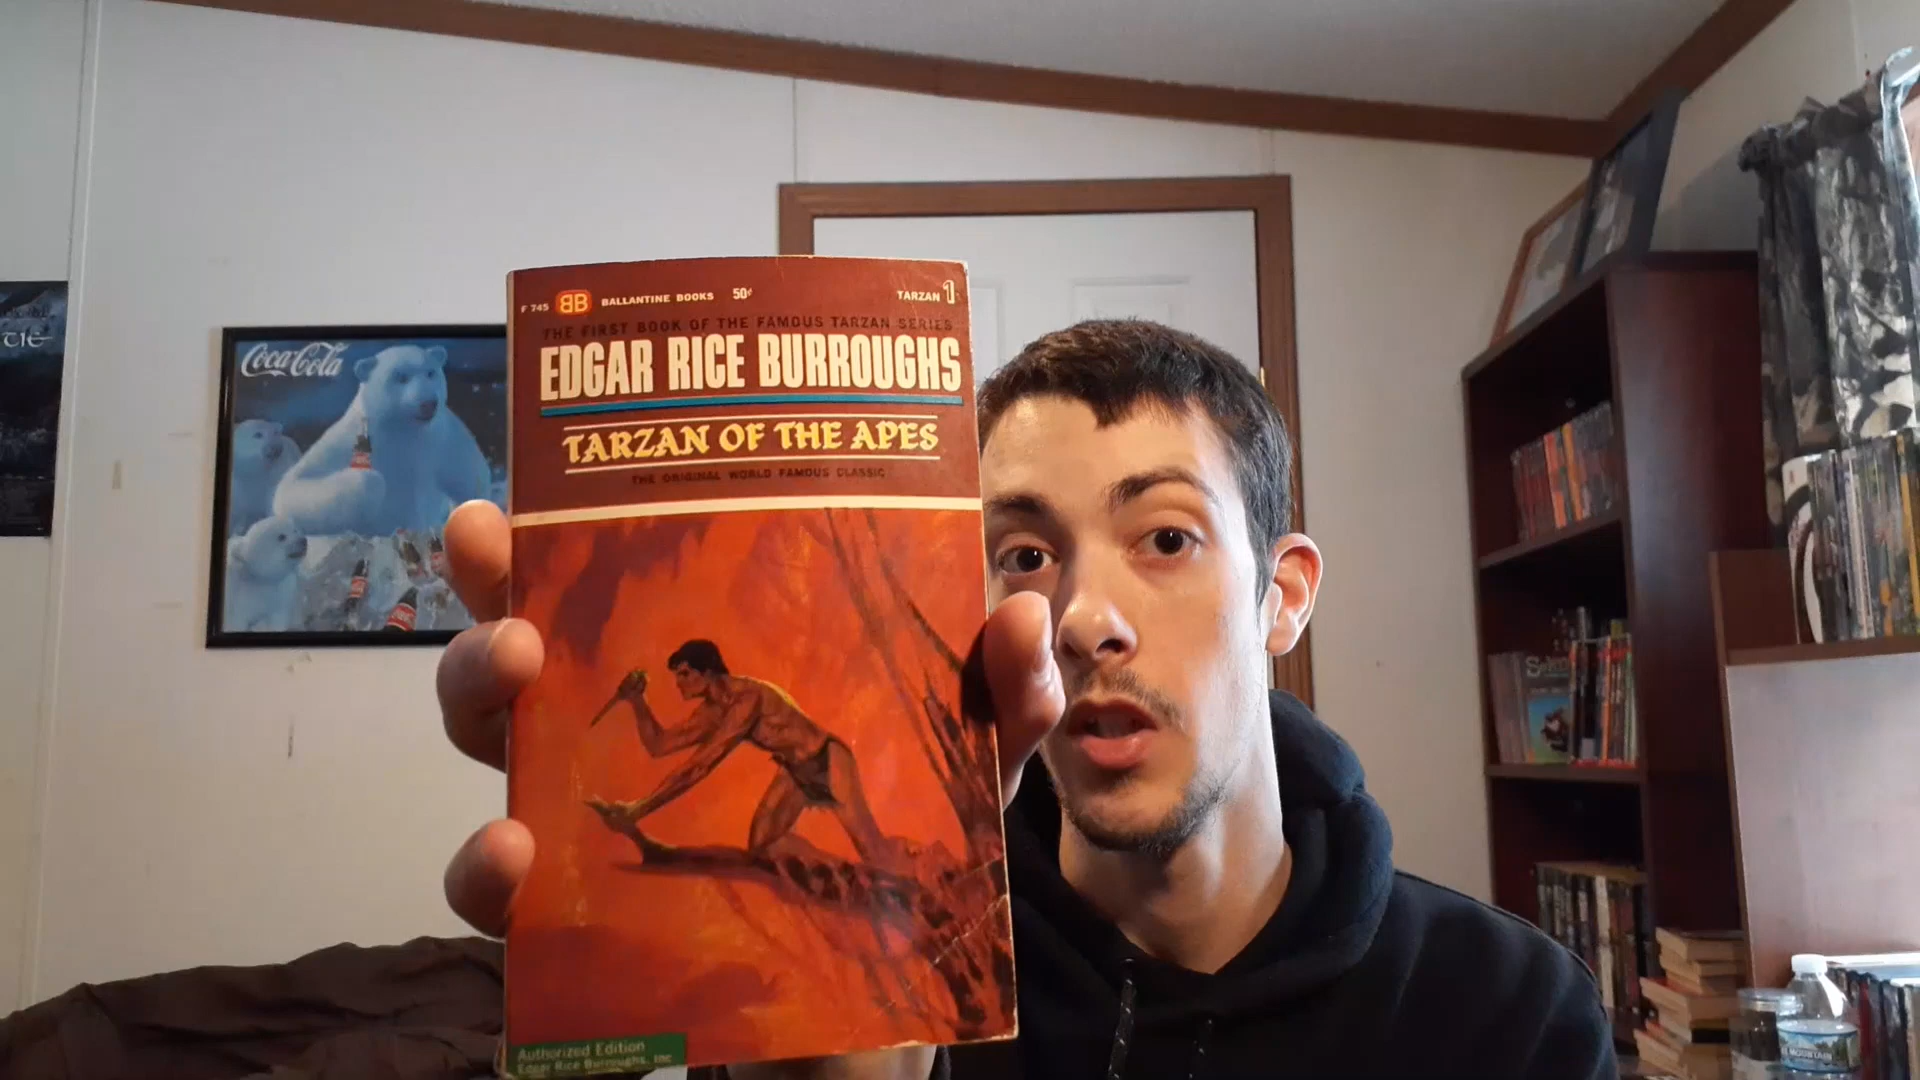 F 745 BB BALLANTINE BOOKS 50¢ TARZAN 1
THE FIRST BOOK OF THE FAMOUS TARZAN SERIES
EDGAR RICE BURROUGHS
TARZAN OF THE APES
THE ORIGINAL WORLD FAMOUS CLASSIC
Authorized Edition
Edgar Rice Burroughs, Inc.
Coca-Cola